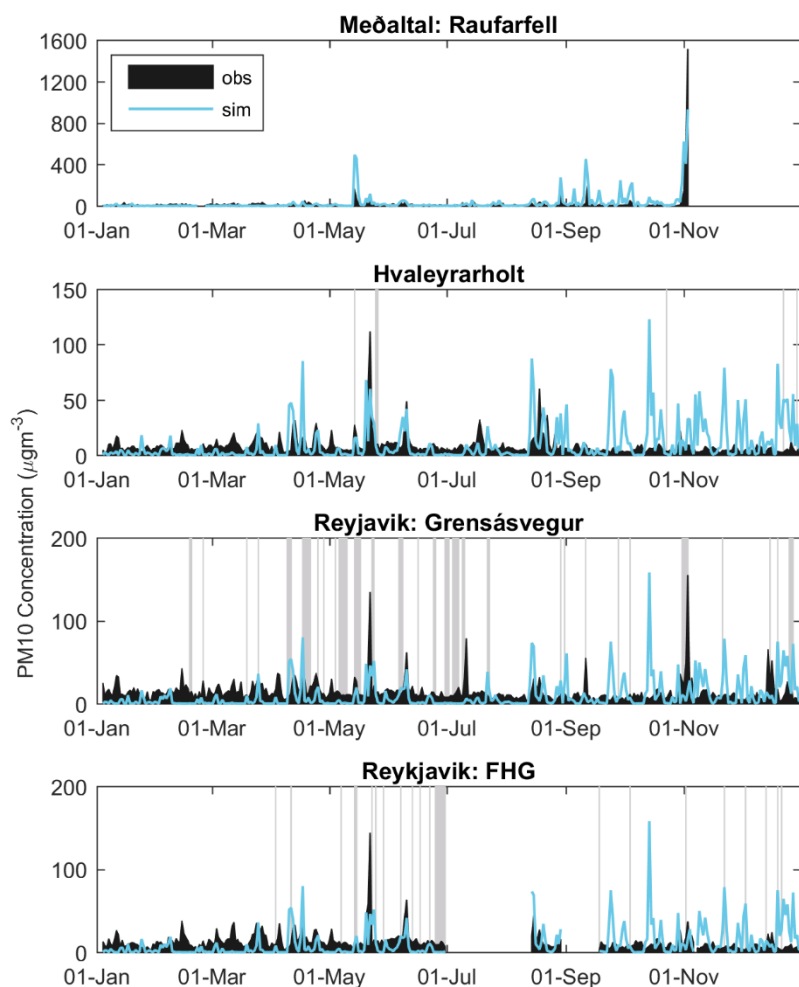 Meðaltal: Raufarfell
1600
1200
800
400
0
obs
sim
01-Jan 01-Mar 01-May 01-Jul 01-Sep 01-Nov
Hvaleyrarholt
150
100
50
0
01-Jan 01-Mar 01-May 01-Jul 01-Sep 01-Nov
PM10 Concentration (μgm⁻³)
Reyjavik: Grensásvegur
200
100
0
01-Jan 01-Mar 01-May 01-Jul 01-Sep 01-Nov
Reykjavik: FHG
200
100
0
01-Jan 01-Mar 01-May 01-Jul 01-Sep 01-Nov